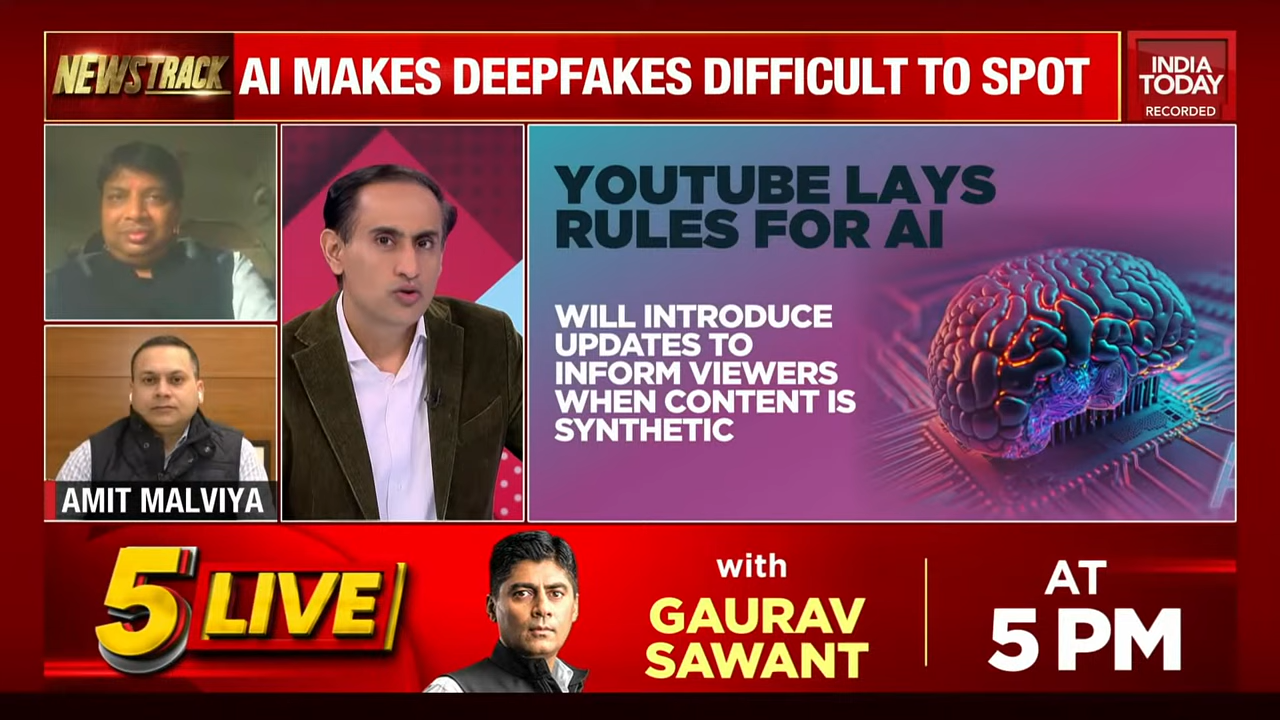 NEWSTRACK
AI MAKES DEEPFAKES DIFFICULT TO SPOT
INDIA
TODAY
RECORDED
YOUTUBE LAYS
RULES FOR AI
WILL INTRODUCE
UPDATES TO
INFORM VIEWERS
WHEN CONTENT IS
SYNTHETIC
AMIT MALVIYA
5 LIVE
with
GAURAV
SAWANT
AT
5 PM